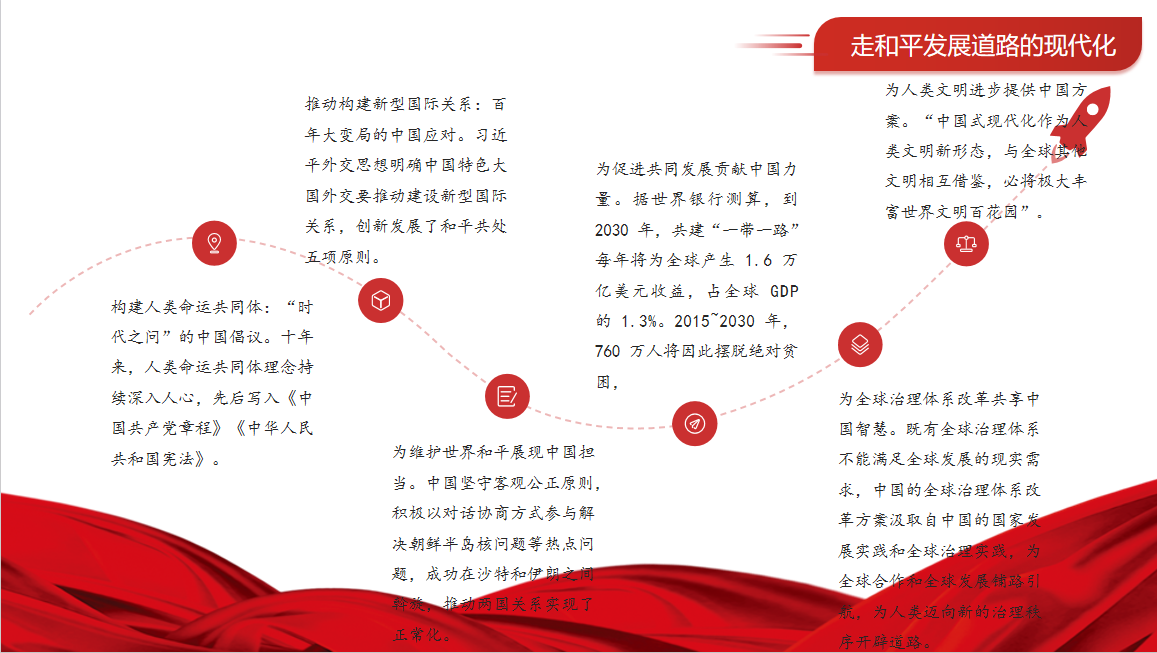 走和平发展道路的现代化
构建人类命运共同体：“时
代之问”的中国倡议。十年
来，人类命运共同体理念持
续深入人心，先后写入《中
国共产党章程》《中华人民
共和国宪法》。
推动构建新型国际关系：百
年大变局的中国应对。习近
平外交思想明确中国特色大
国外交要推动建设新型国际
关系，创新发展了和平共处
五项原则。
为维护世界和平展现中国担
当。中国坚守客观公正原则，
积极以对话协商方式参与解
决朝鲜半岛核问题等热点问
题，成功在沙特和伊朗之间
斡旋，推动两国关系实现了
正常化。
为促进共同发展贡献中国力
量。据世界银行测算，到
2030 年，共建“一带一路”
每年将为全球产生 1.6 万
亿美元收益，占全球 GDP
的 1.3%。2015~2030 年，
760 万人将因此摆脱绝对贫
困，
为全球治理体系改革共享中
国智慧。既有全球治理体系
不能满足全球发展的现实需
求，中国的全球治理体系改
革方案汲取自中国的国家发
展实践和全球治理实践，为
全球合作和全球发展铺路引
航，为人类迈向新的治理秩
序开辟道路。
为人类文明进步提供中国方
案。“中国式现代化作为人
类文明新形态，与全球其他
文明相互借鉴，必将极大丰
富世界文明百花园”。